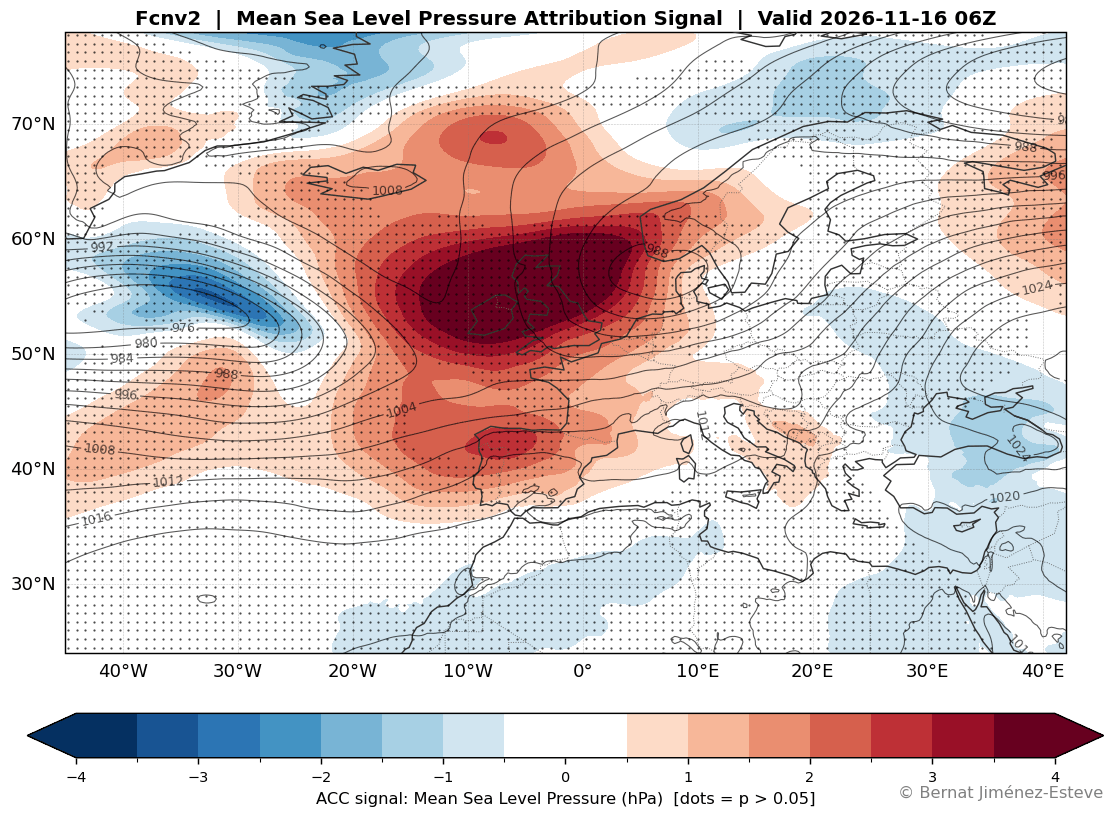 Fcnv2 | Mean Sea Level Pressure Attribution Signal | Valid 2026-11-16 06Z
70°N
60°N
50°N
40°N
30°N
1008
992
976
980
984
988
996
1004
1008
1012
1016
988
988
996
1024
1024
1020
40°W
30°W
20°W
10°W
0°
10°E
20°E
30°E
40°E
−4
−3
−2
−1
0
1
2
3
4
ACC signal: Mean Sea Level Pressure (hPa) [dots = p > 0.05]
© Bernat Jiménez-Esteve